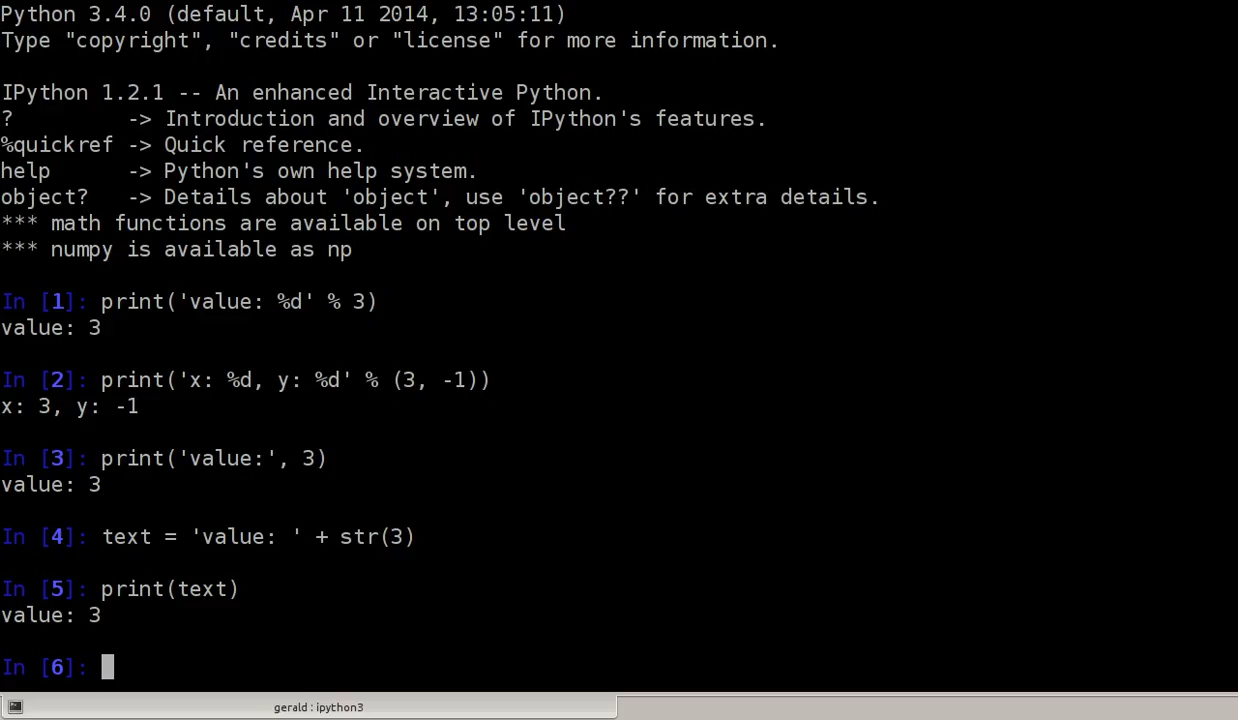 Python 3.4.0 (default, Apr 11 2014, 13:05:11)
Type "copyright", "credits" or "license" for more information.
IPython 1.2.1 -- An enhanced Interactive Python.
?         -> Introduction and overview of IPython's features.
%quickref -> Quick reference.
help      -> Python's own help system.
object?   -> Details about 'object', use 'object??' for extra details.
*** math functions are available on top level
*** numpy is available as np
In [1]: print('value: %d' % 3)
value: 3
In [2]: print('x: %d, y: %d' % (3, -1))
x: 3, y: -1
In [3]: print('value:', 3)
value: 3
In [4]: text = 'value: ' + str(3)
In [5]: print(text)
value: 3
In [6]:
gerald : ipython3